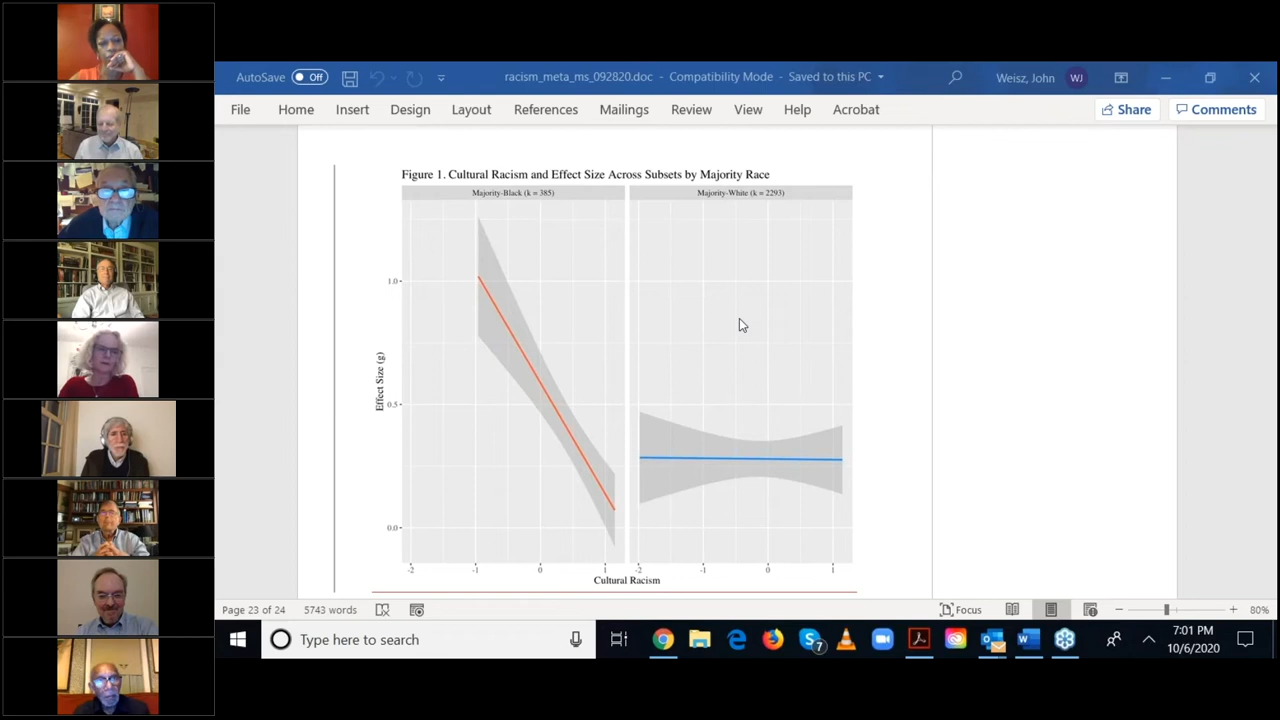 AutoSave Off racism_meta_ms_092820.doc - Compatibility Mode - Saved to this PC Weisz, John WJ
File Home Insert Design Layout References Mailings Review View Help Acrobat Share Comments
Figure 1. Cultural Racism and Effect Size Across Subsets by Majority Race
Majority-Black (k = 385) Majority-White (k = 2293)
1.0
Effect Size (g)
0.5
0.0
-2 -1 0 1 -2 -1 0 1
Cultural Racism
Page 23 of 24 5743 words Focus 80%
Type here to search 7 7:01 PM
10/6/2020